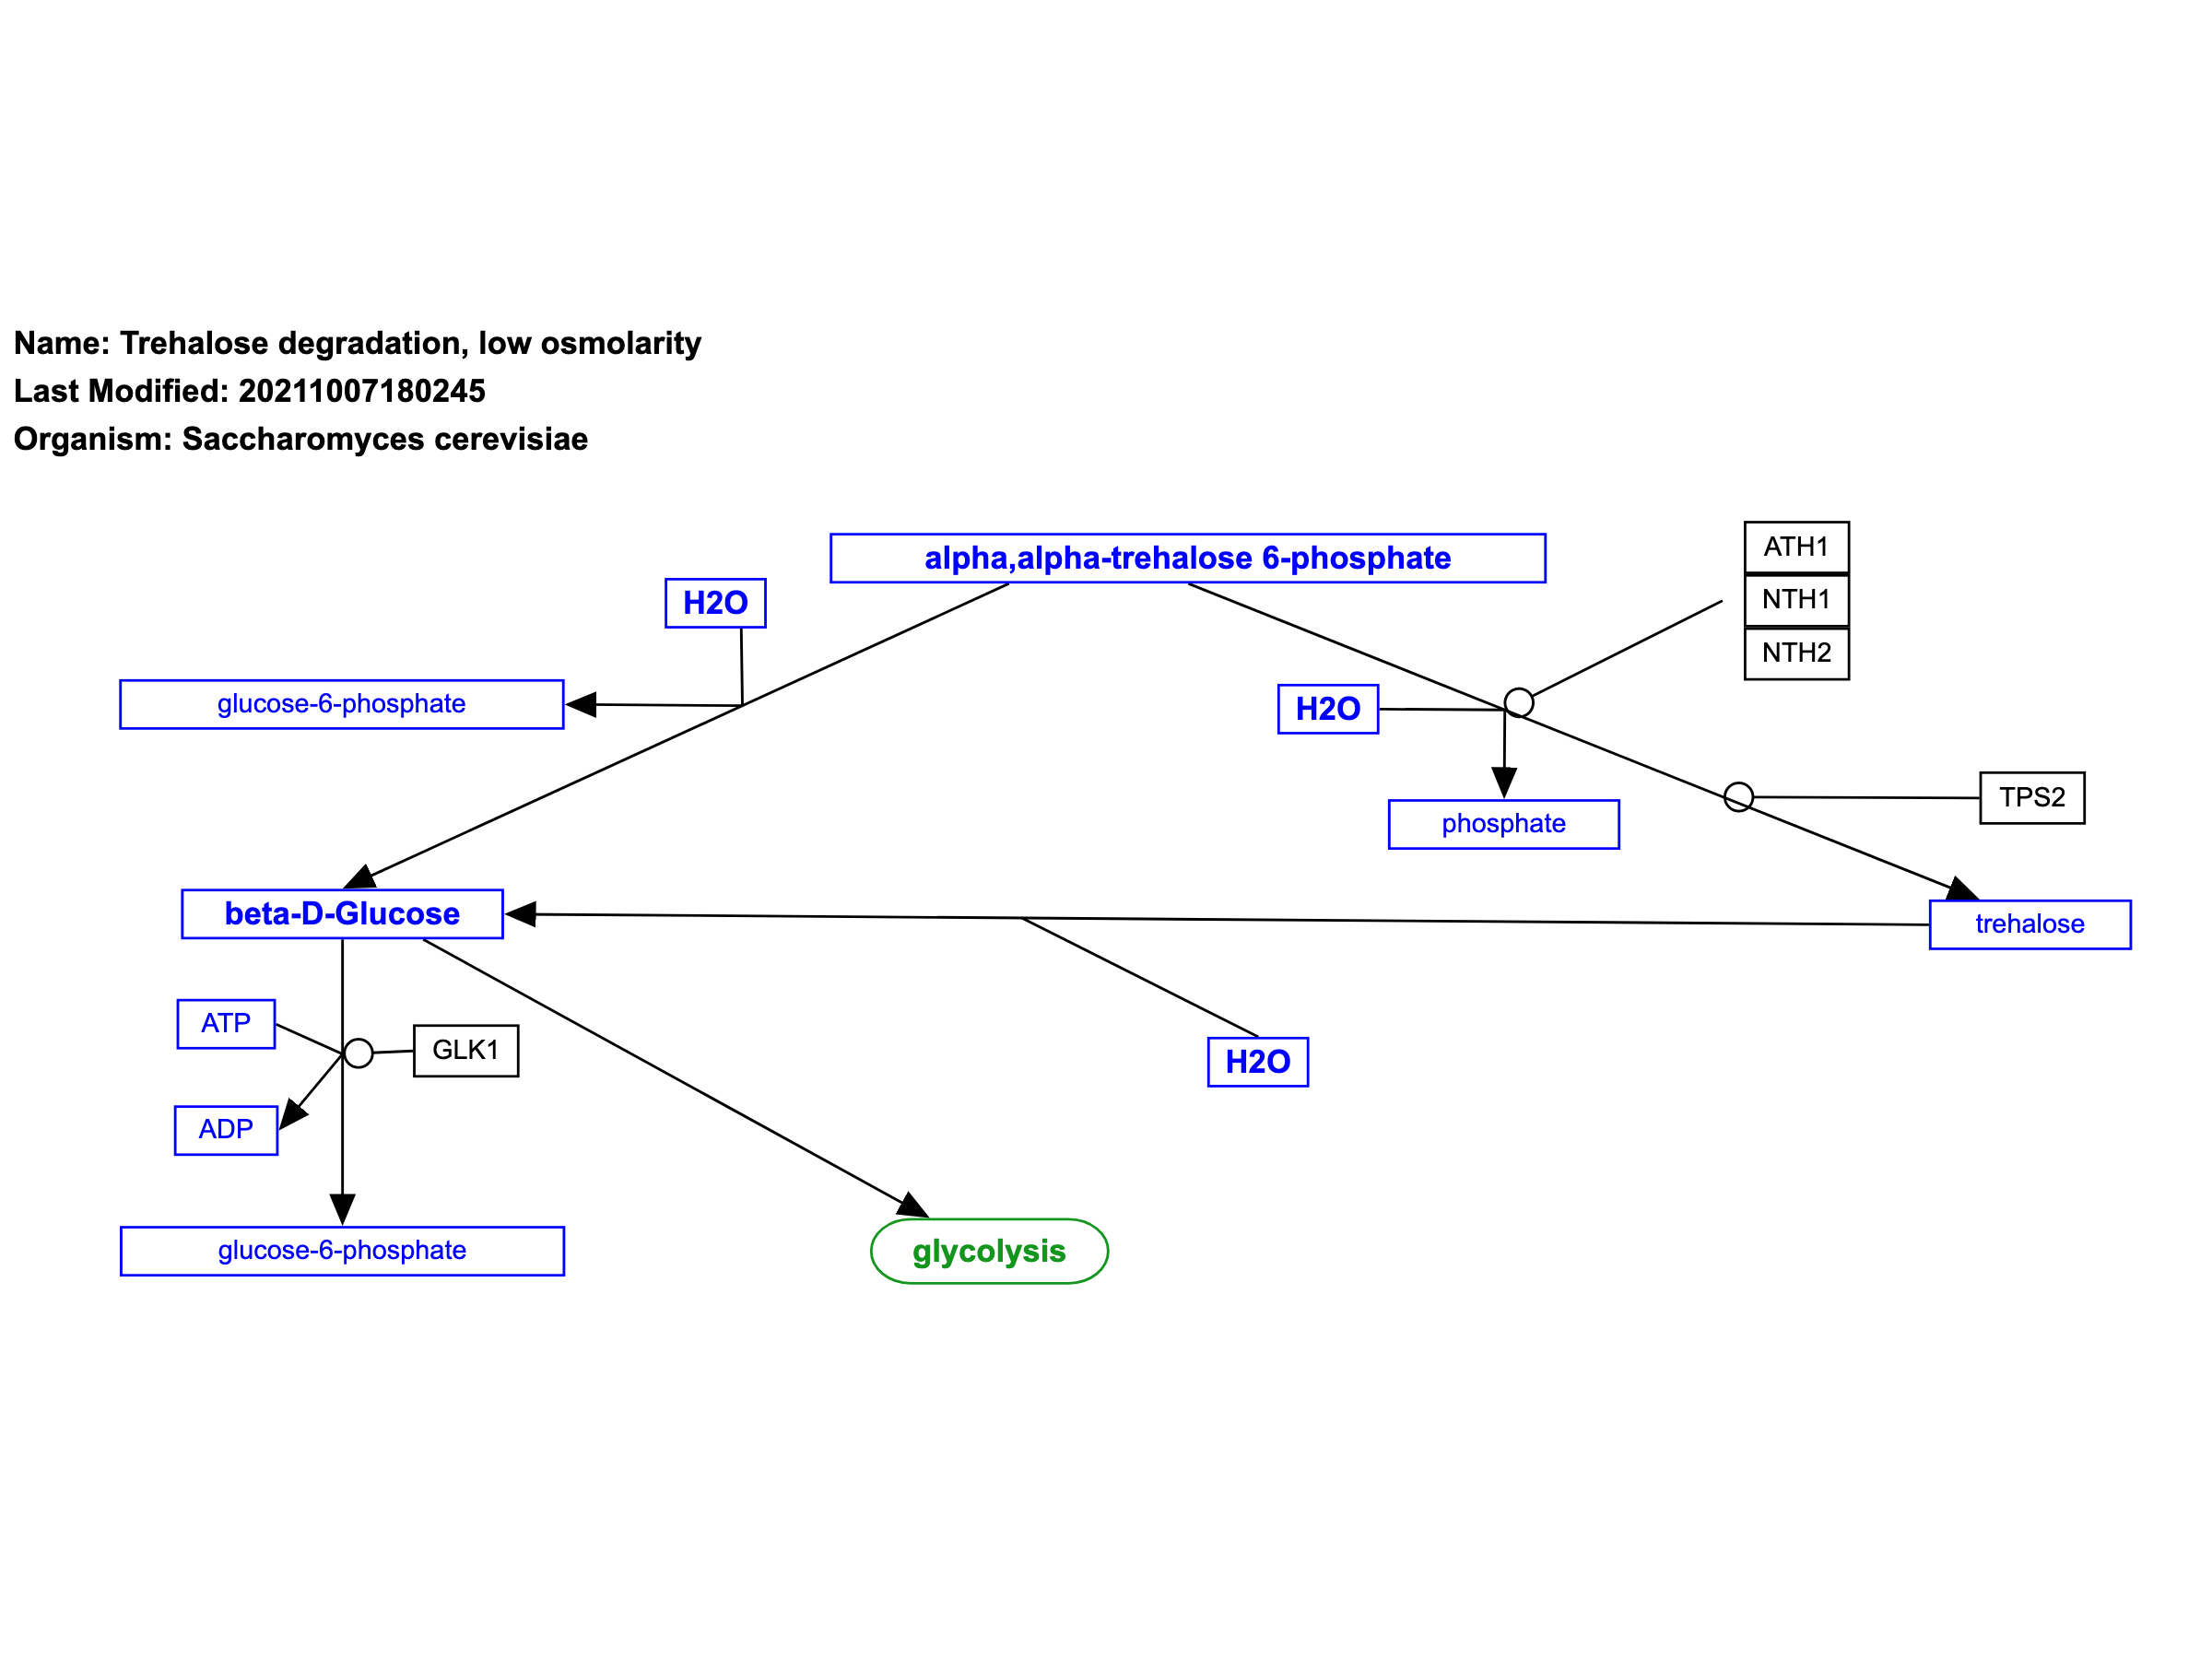 Name: Trehalose degradation, low osmolarity
Last Modified: 20211007180245
Organism: Saccharomyces cerevisiae
alpha,alpha-trehalose 6-phosphate
ATH1
NTH1
NTH2
H2O
glucose-6-phosphate
H2O
phosphate
TPS2
beta-D-Glucose
trehalose
ATP
GLK1
H2O
ADP
glucose-6-phosphate
glycolysis